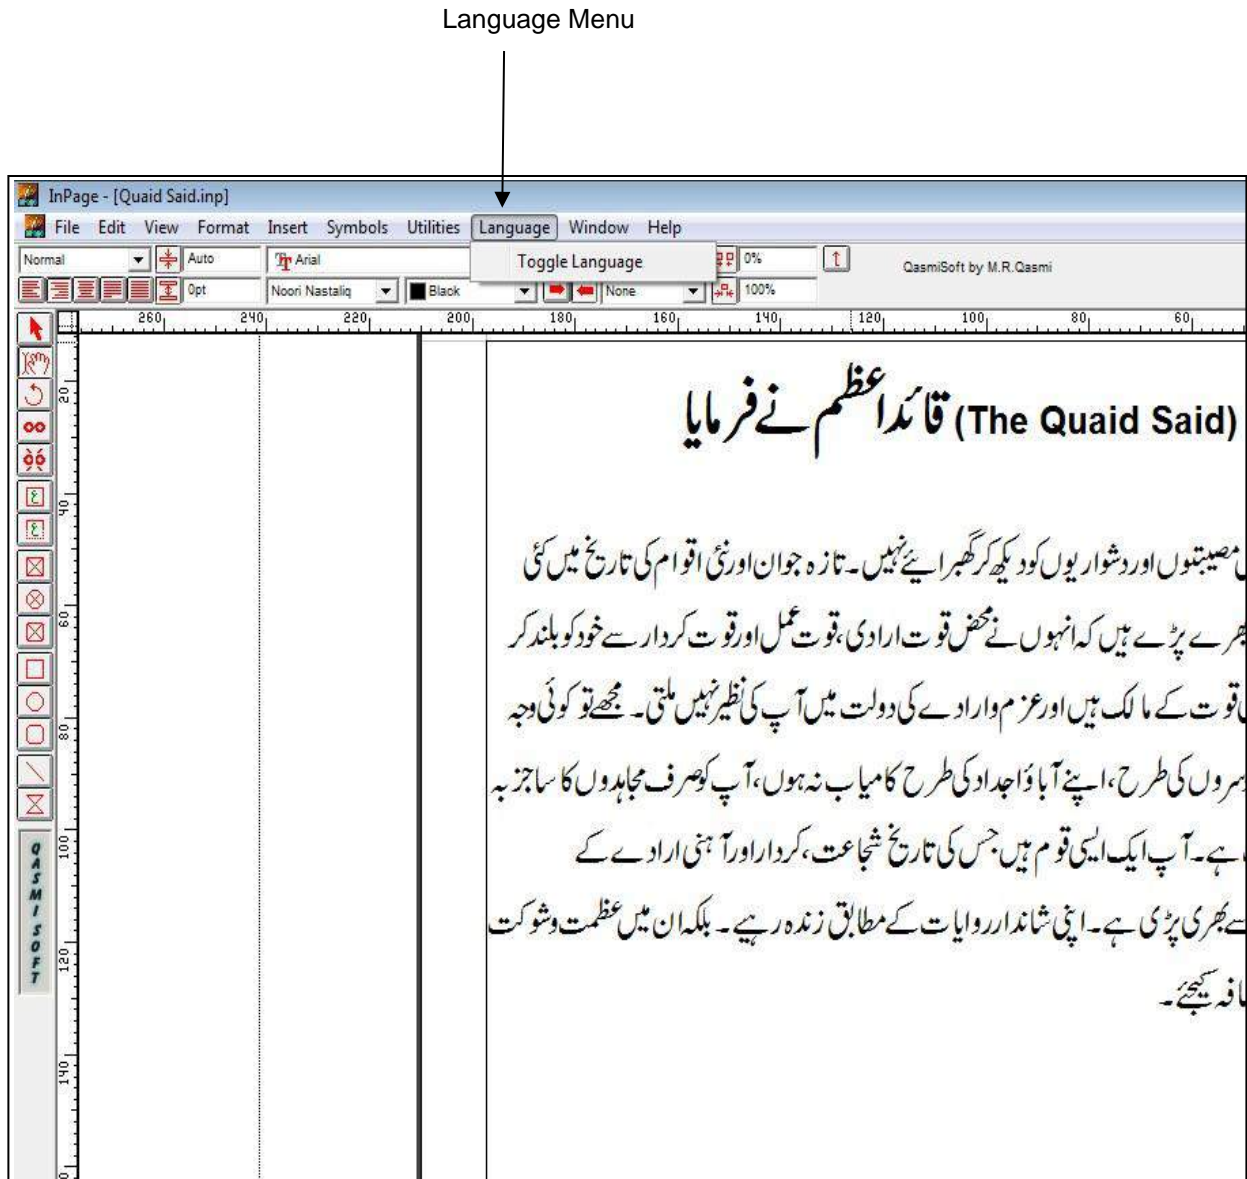 Language Menu
InPage - [Quaid Said.inp]
File Edit View Format Insert Symbols Utilities Language Window Help
Normal Auto Arial Toggle Language 0% QasmiSoft by M.R.Qasmi
0pt Noori Nastaliq Black None 100%
260 240 220 200 180 160 140 120 100 80 60
قائداعظم نے فرمایا (The Quaid Said)
مصیبتوں اور دشواریوں کو دیکھ کر گھبرایئے نہیں۔ تازہ جوان اور نئی اقوام کی تاریخ میں کئی
بھرے پڑے ہیں کہ انہوں نے محض قوت ارادی، قوت عمل اور قوت کردار سے خود کو بلند کر
قوت کے مالک ہیں اور عزم وارادے کی دولت میں آپ کی نظیر نہیں ملتی۔ مجھے تو کوئی وجہ
سروں کی طرح، اپنے آباؤاجداد کی طرح کامیاب نہ ہوں، آپ کو صرف مجاہدوں کا ساجزبہ
ہے۔ آپ ایک ایسی قوم ہیں جس کی تاریخ شجاعت، کردار اور آہنی ارادے کے
سے بھری پڑی ہے۔ اپنی شاندار روایات کے مطابق زندہ رہیے۔ بلکہ ان میں عظمت وشوکت
افہ کیجئے۔
20
40
60
80
100
120
140
QASMI SOFT